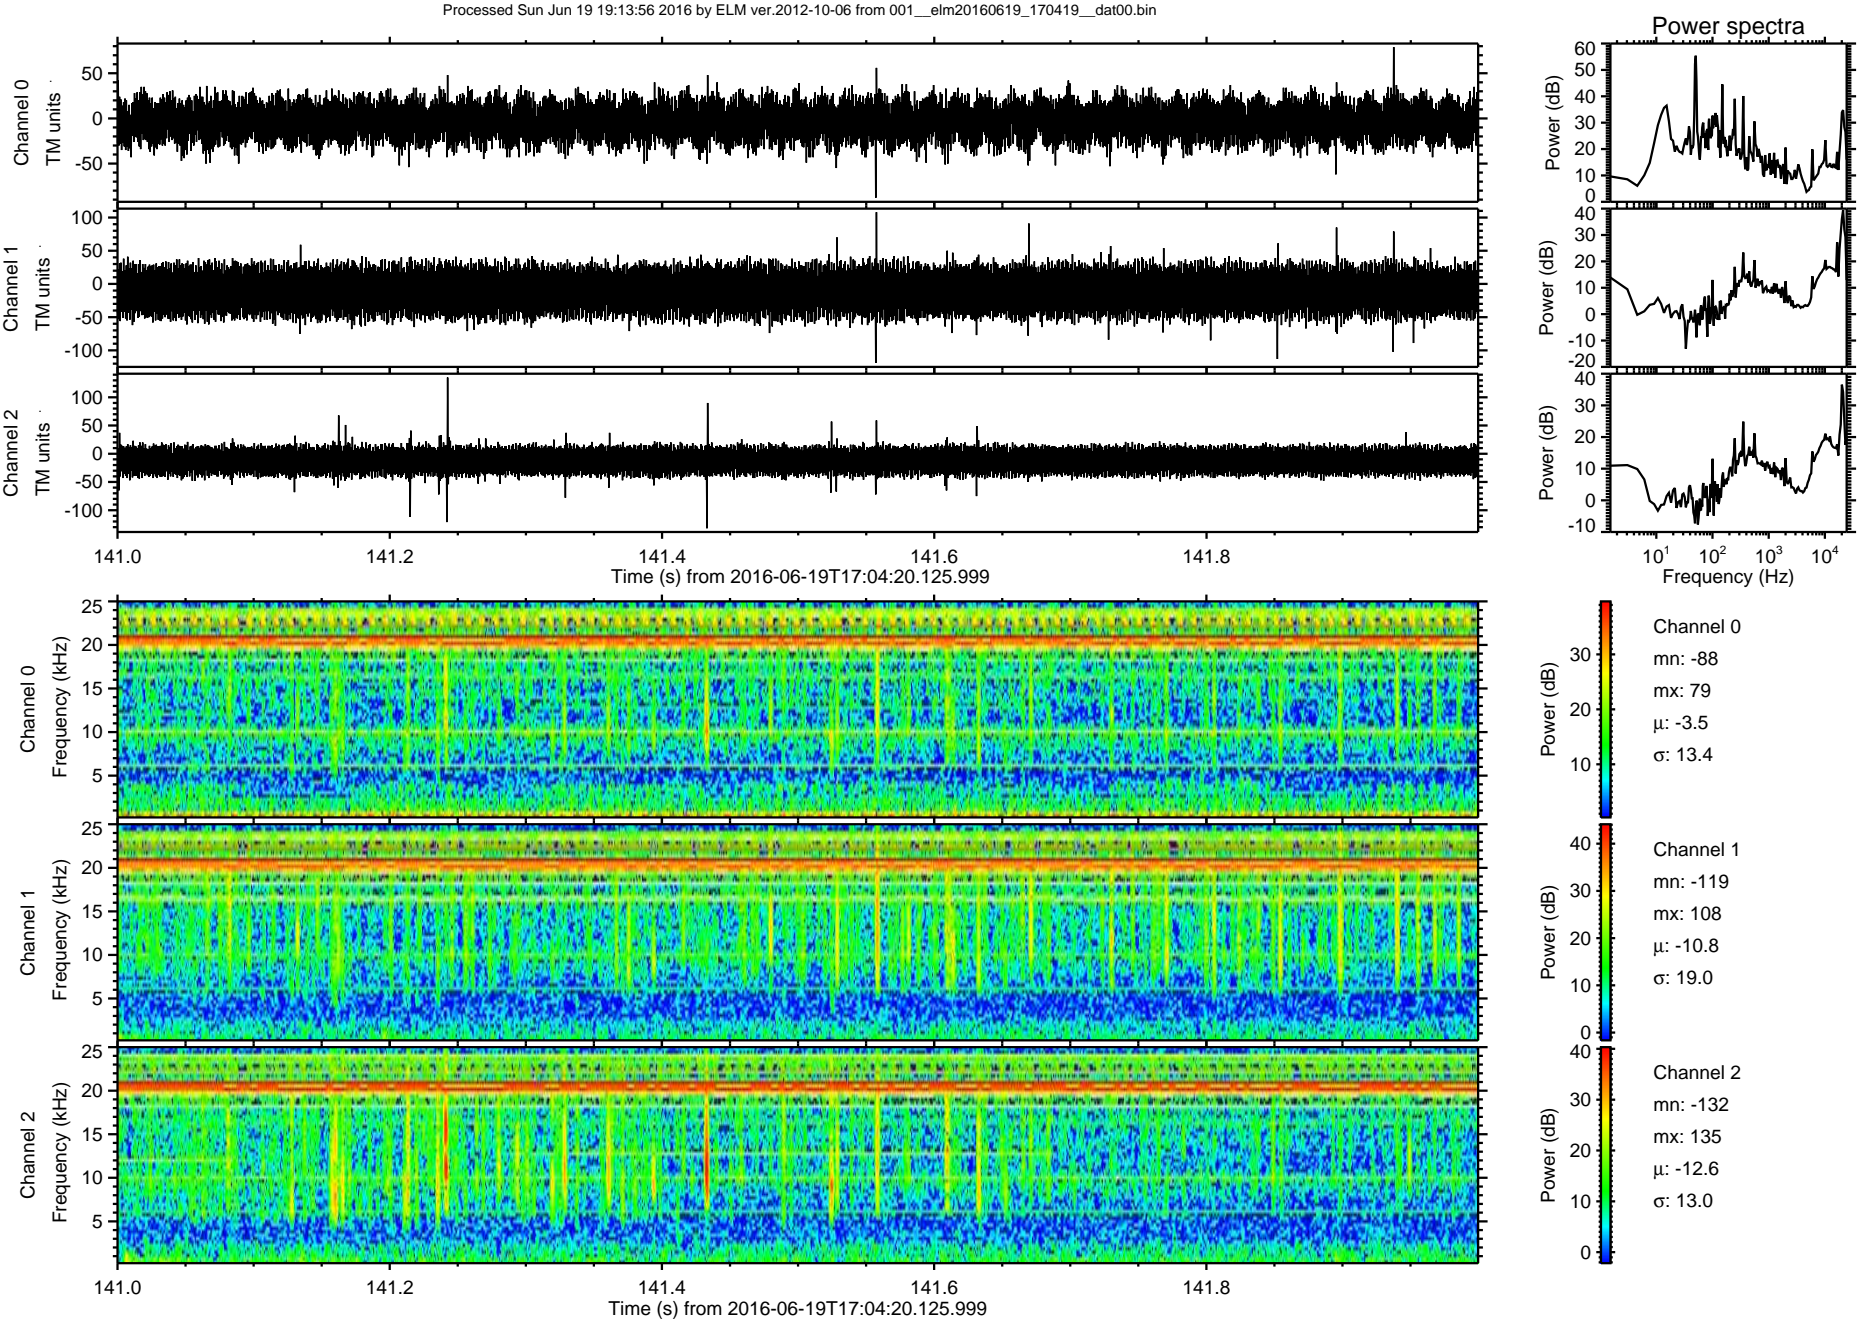 Processed Sun Jun 19 19:13:56 2016 by ELM ver.2012-10-06 from 001__elm20160619_170419__dat00.bin
Power spectra
Channel 0
TM units
50
0
-50
Power (dB)
60
50
40
30
20
10
0
Channel 1
TM units
100
50
0
-50
-100
Power (dB)
40
30
20
10
0
-10
-20
Channel 2
TM units
100
50
0
-50
-100
Power (dB)
40
30
20
10
0
-10
141.0 141.2 141.4 141.6 141.8
Time (s) from 2016-06-19T17:04:20.125.999
10^1 10^2 10^3 10^4
Frequency (Hz)
Channel 0
Frequency (kHz)
25
20
15
10
5
Power (dB)
30
20
10
Channel 0
mn: -88
mx: 79
µ: -3.5
σ: 13.4
Channel 1
Frequency (kHz)
25
20
15
10
5
Power (dB)
40
30
20
10
0
Channel 1
mn: -119
mx: 108
µ: -10.8
σ: 19.0
Channel 2
Frequency (kHz)
25
20
15
10
5
Power (dB)
40
30
20
10
0
Channel 2
mn: -132
mx: 135
µ: -12.6
σ: 13.0
141.0 141.2 141.4 141.6 141.8
Time (s) from 2016-06-19T17:04:20.125.999